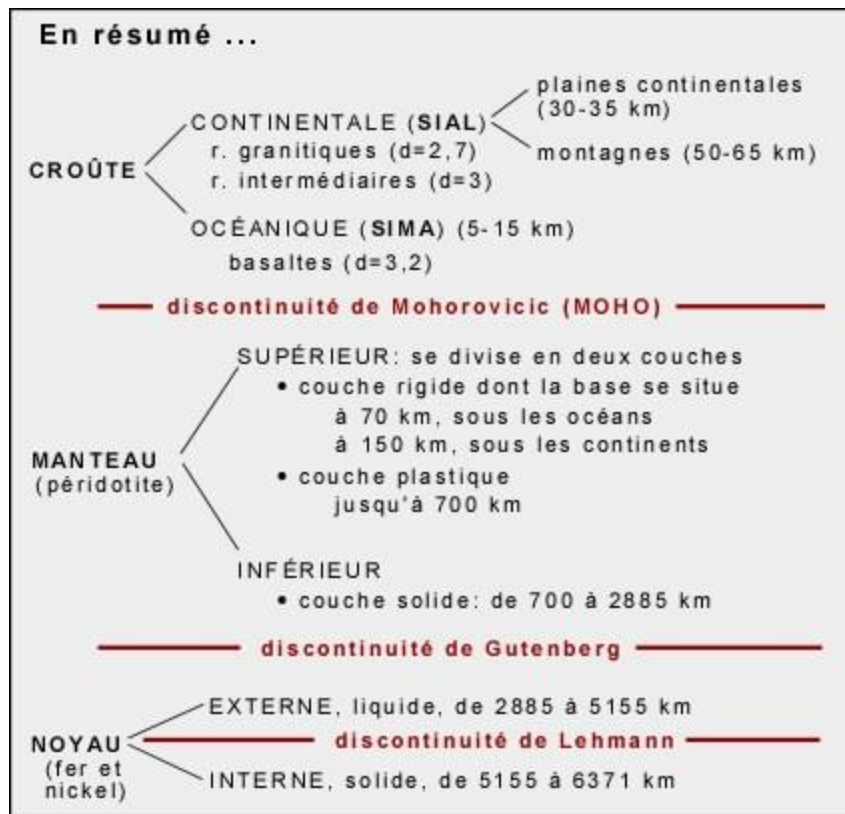 En résumé ...
plaines continentales
(30-35 km)
CONTINENTALE (SIAL)
r. granitiques (d=2,7)
montagnes (50-65 km)
CROÛTE
r. intermédiaires (d=3)
OCÉANIQUE (SIMA) (5-15 km)
basaltes (d=3,2)
discontinuité de Mohorovicic (MOHO)
SUPÉRIEUR: se divise en deux couches
• couche rigide dont la base se situe
à 70 km, sous les océans
à 150 km, sous les continents
MANTEAU
(péridotite)
• couche plastique
jusqu'à 700 km
INFÉRIEUR
• couche solide: de 700 à 2885 km
discontinuité de Gutenberg
EXTERNE, liquide, de 2885 à 5155 km
NOYAU
(fer et
nickel)
discontinuité de Lehmann
INTERNE, solide, de 5155 à 6371 km